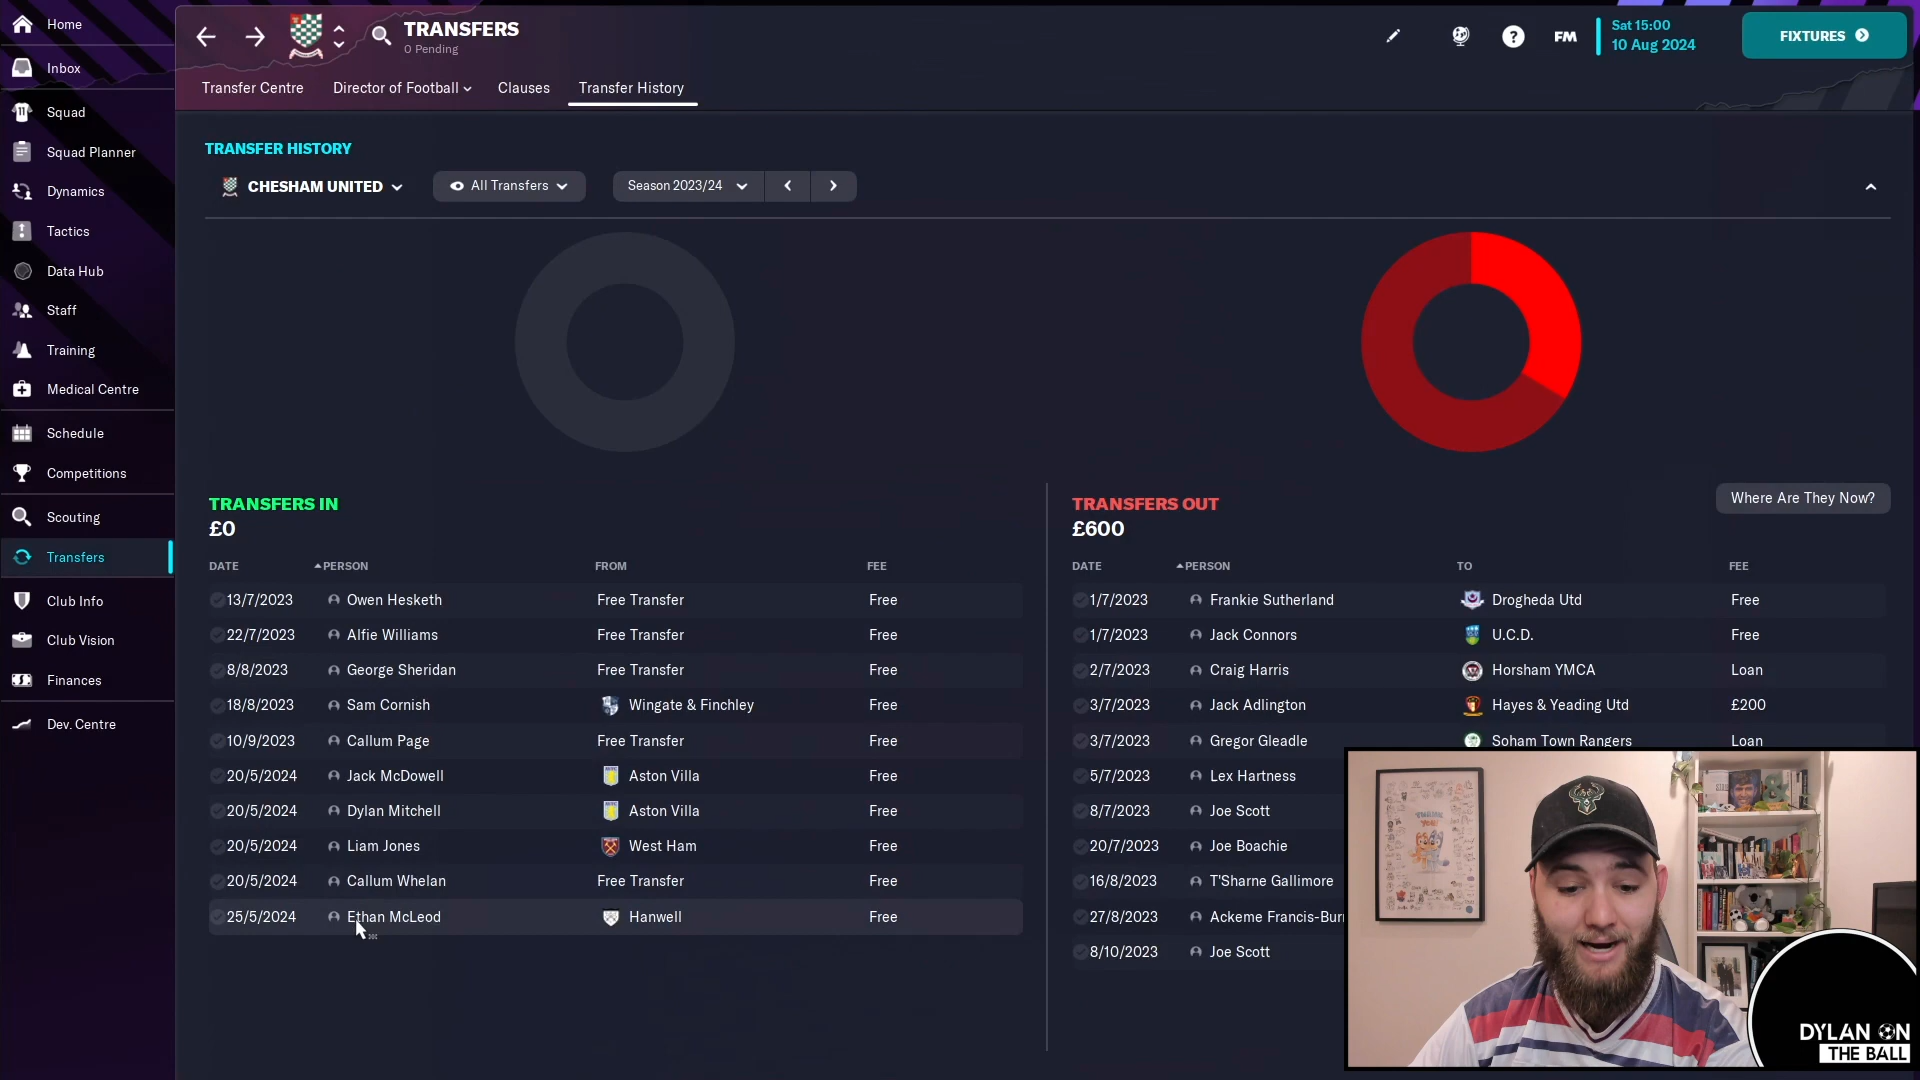 Home
Inbox
Squad
Squad Planner
Dynamics
Tactics
Data Hub
Staff
Training
Medical Centre
Schedule
Competitions
Scouting
Transfers
Club Info
Club Vision
Finances
Dev. Centre
TRANSFERS
0 Pending
FM
Sat 15:00
10 Aug 2024
FIXTURES
Transfer Centre Director of Football Clauses Transfer History
TRANSFER HISTORY
CHESHAM UNITED All Transfers Season 2023/24
TRANSFERS IN
£0
DATE PERSON FROM FEE
13/7/2023 Owen Hesketh Free Transfer Free
22/7/2023 Alfie Williams Free Transfer Free
8/8/2023 George Sheridan Free Transfer Free
18/8/2023 Sam Cornish Wingate & Finchley Free
10/9/2023 Callum Page Free Transfer Free
20/5/2024 Jack McDowell Aston Villa Free
20/5/2024 Dylan Mitchell Aston Villa Free
20/5/2024 Liam Jones West Ham Free
20/5/2024 Callum Whelan Free Transfer Free
25/5/2024 Ethan McLeod Hanwell Free
TRANSFERS OUT
£600
Where Are They Now?
DATE PERSON TO FEE
1/7/2023 Frankie Sutherland Drogheda Utd Free
1/7/2023 Jack Connors U.C.D. Free
2/7/2023 Craig Harris Horsham YMCA Loan
3/7/2023 Jack Adlington Hayes & Yeading Utd £200
3/7/2023 Gregor Gleadle Soham Town Rangers Loan
5/7/2023 Lex Hartness
8/7/2023 Joe Scott
20/7/2023 Joe Boachie
16/8/2023 T'Sharne Gallimore
27/8/2023 Ackeme Francis-Burr
8/10/2023 Joe Scott
DYLAN ON
THE BALL